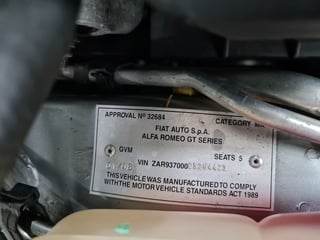 APPROVAL Nº 32684 CATEGORY
FIAT AUTO S.p.A.
ALFA ROMEO GT SERIES
GVM SEATS 5
VIN ZAR937000
THIS VEHICLE WAS MANUFACTURED TO COMPLY
WITH THE MOTOR VEHICLE STANDARDS ACT 1989